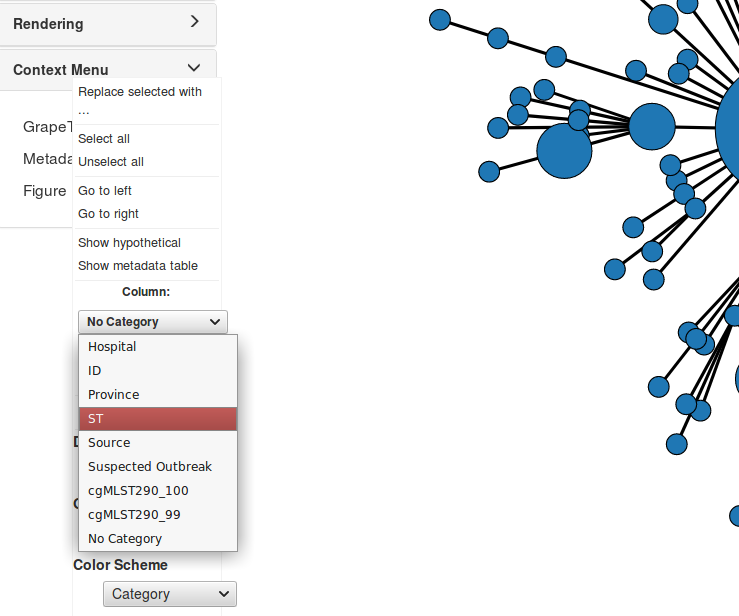 Rendering
Context Menu
Replace selected with
...
Select all
Unselect all
Go to left
Go to right
Show hypothetical
Show metadata table
Column:
No Category
Hospital
ID
Province
ST
Source
Suspected Outbreak
cgMLST290_100
cgMLST290_99
No Category
Color Scheme
Category
Figure